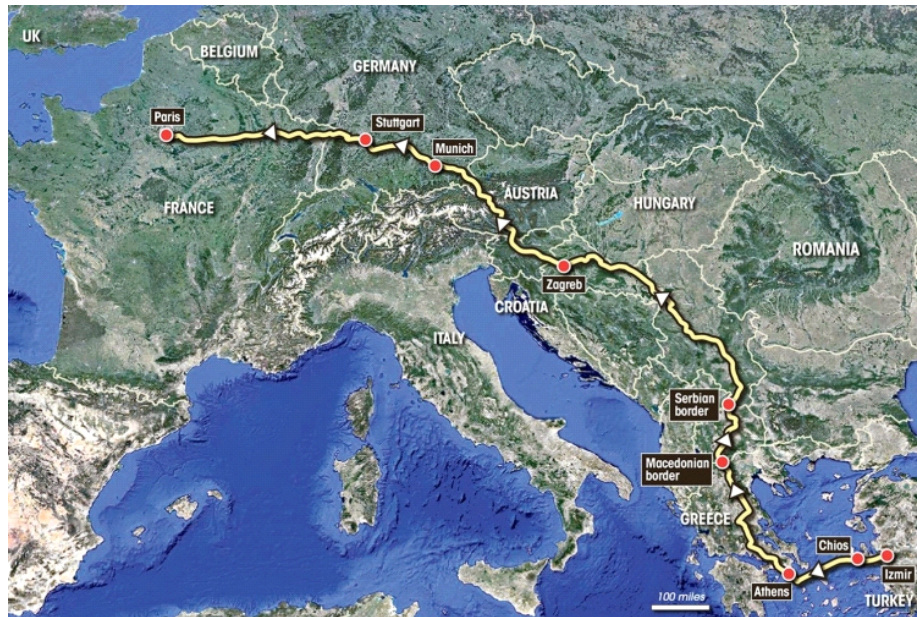 UK
BELGIUM
GERMANY
Paris
Stuttgart
Munich
AUSTRIA
FRANCE
HUNGARY
ROMANIA
Zagreb
CROATIA
ITALY
Serbian
border
Macedonian
border
GREECE
Chios
Athens
Izmir
100 miles
TURKEY